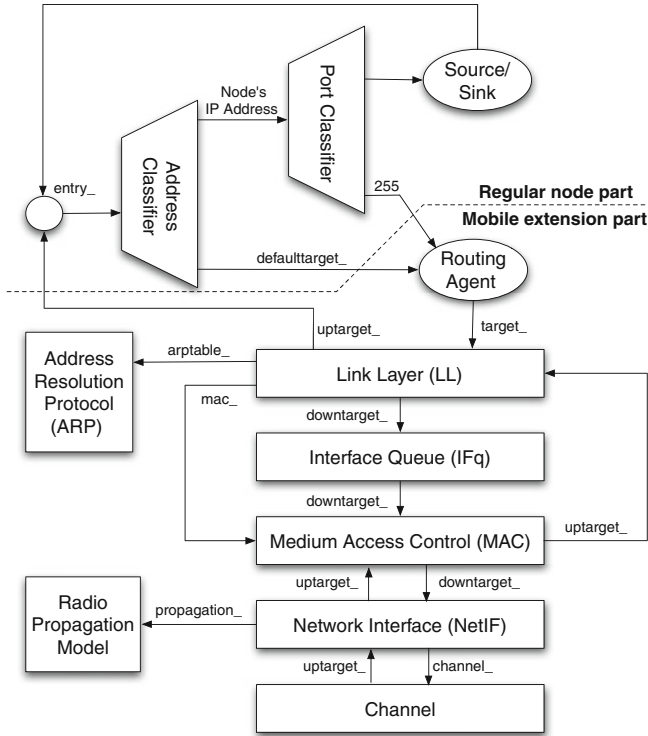 Node's
IP Address
Port Classifier
Source/
Sink
Address
Classifier
entry_
255
Regular node part
Mobile extension part
defaulttarget_
Routing
Agent
uptarget_
target_
Address
Resolution
Protocol
(ARP)
arptable_
Link Layer (LL)
mac_
downtarget_
Interface Queue (IFq)
downtarget_
uptarget_
Medium Access Control (MAC)
uptarget_
downtarget_
Radio
Propagation
Model
propagation_
Network Interface (NetIF)
uptarget_
channel_
Channel